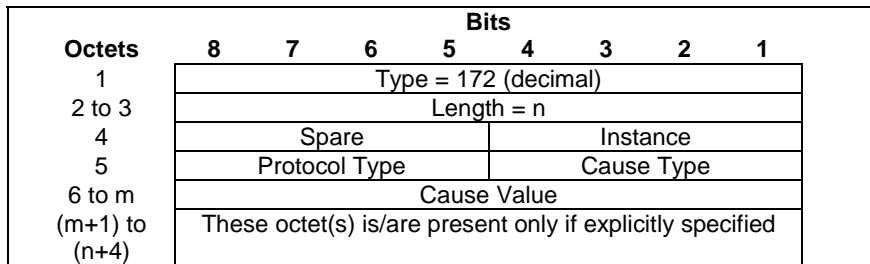 Bits
Octets 8 7 6 5 4 3 2 1
1 Type = 172 (decimal)
2 to 3 Length = n
4 Spare Instance
5 Protocol Type Cause Type
6 to m Cause Value
(m+1) to These octet(s) is/are present only if explicitly specified
(n+4)